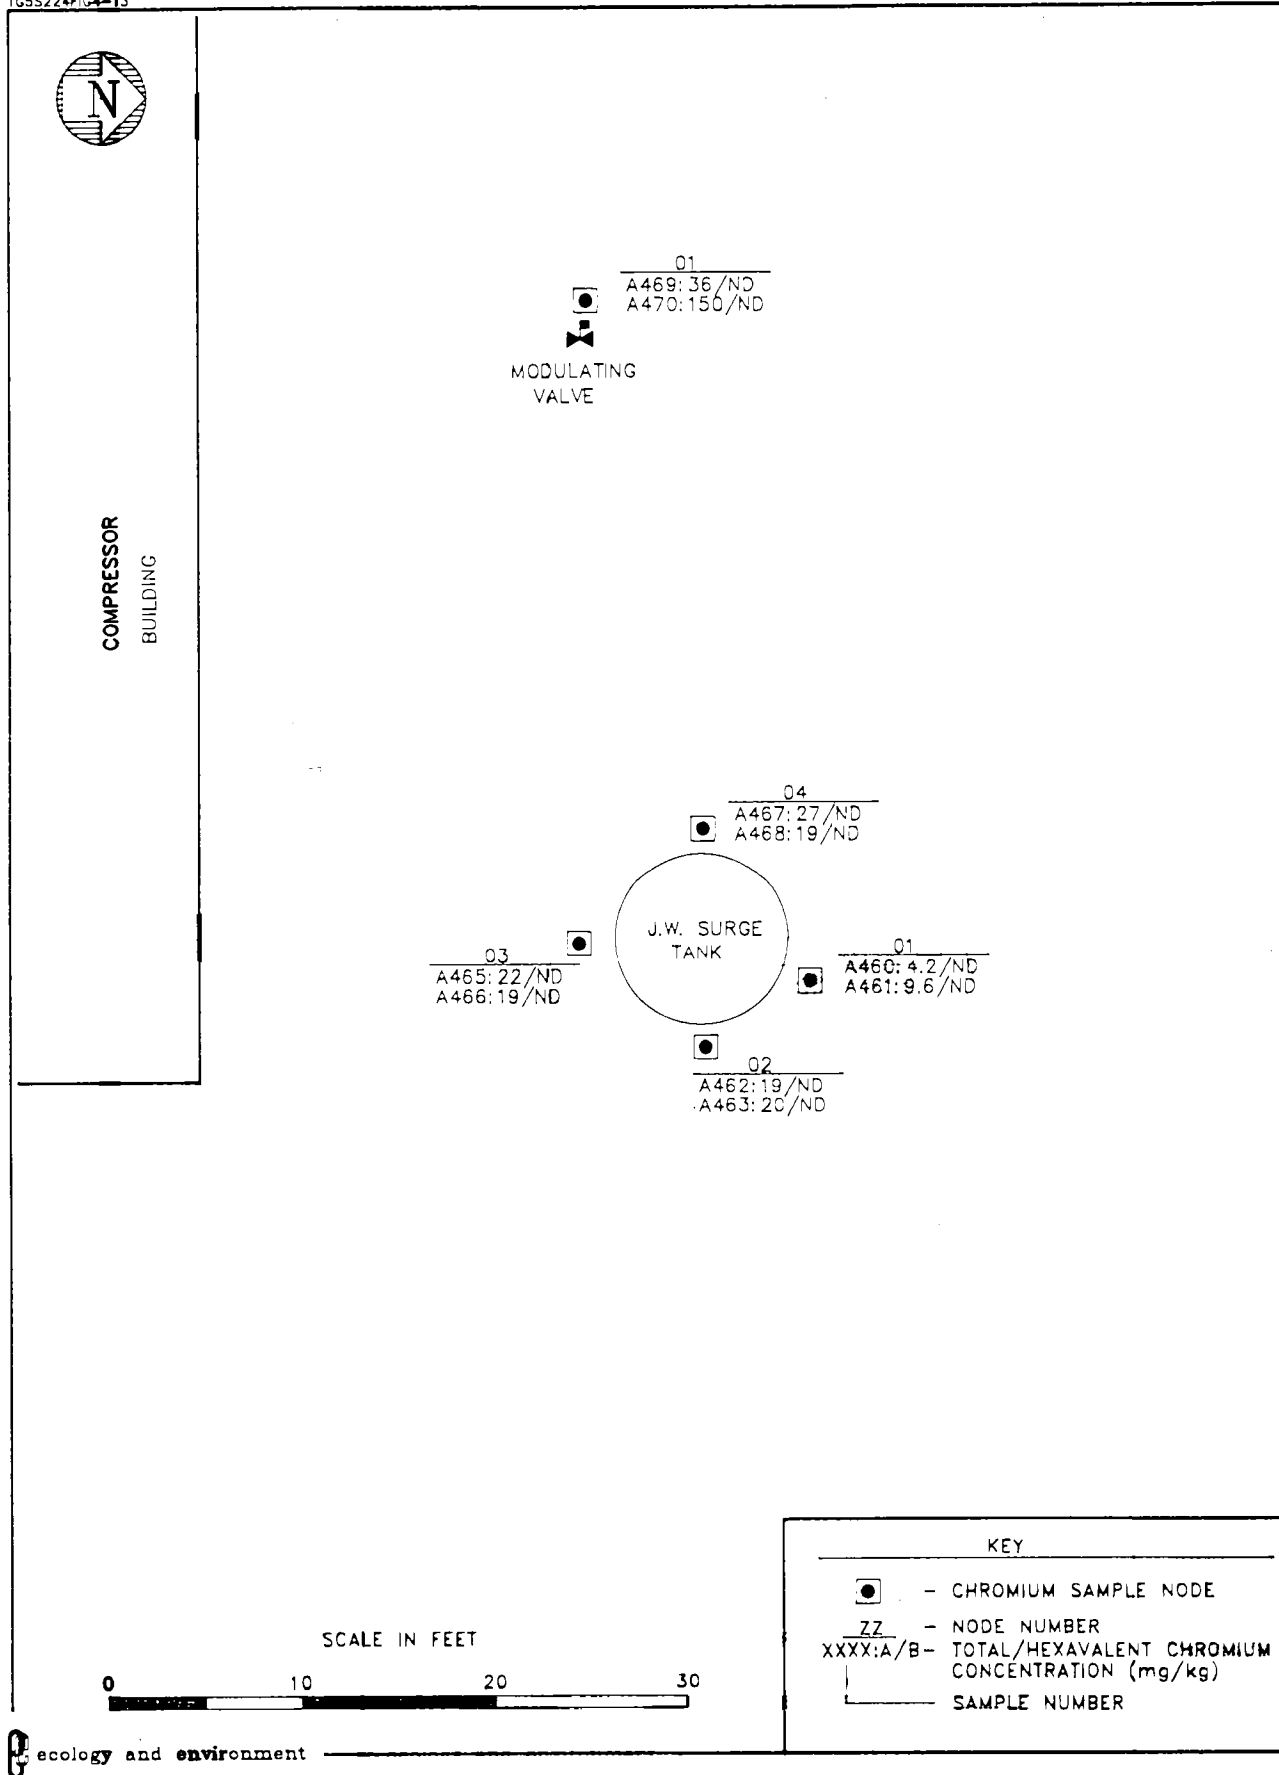 N
01
A469:36/ND
A470:150/ND
MODULATING
VALVE
COMPRESSOR
BUILDING
04
A467:27/ND
A468:19/ND
J.W. SURGE
TANK
03
A465:22/ND
A466:19/ND
01
A460:4.2/ND
A461:9.6/ND
02
A462:19/ND
A463:20/ND
KEY
- CHROMIUM SAMPLE NODE
ZZ - NODE NUMBER
XXXX:A/B- TOTAL/HEXAVALENT CHROMIUM
CONCENTRATION (mg/kg)
SAMPLE NUMBER
SCALE IN FEET
0 10 20 30
ecology and environment